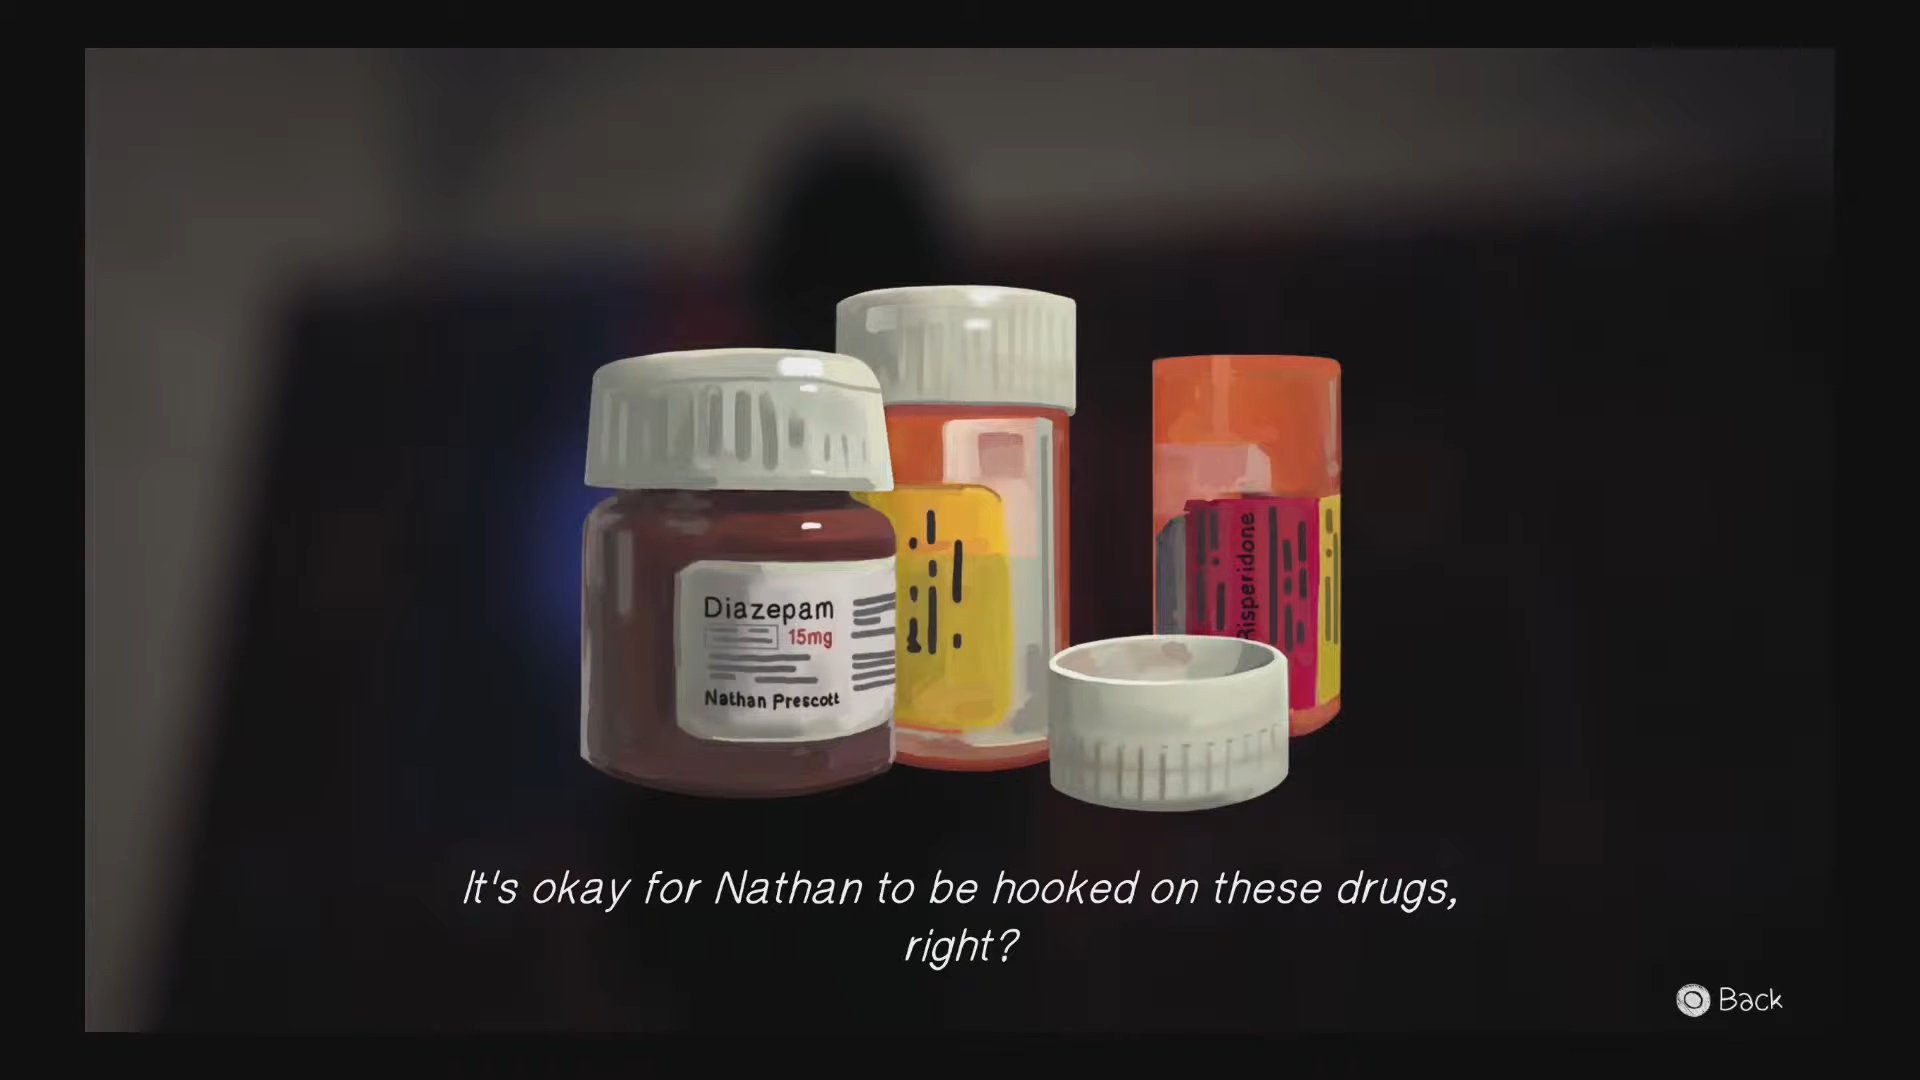 Diazepam
15mg
Nathan Prescott
Risperidone
It's okay for Nathan to be hooked on these drugs,
right?
Back